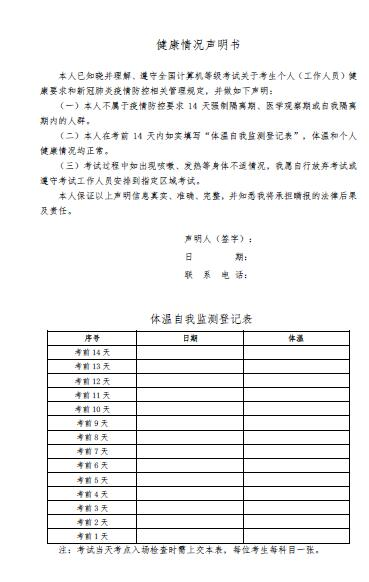 健康情况声明书
本人已知晓并理解、遵守全国计算机等级考试关于考生个人（工作人员）健
康要求和新冠肺炎疫情防控相关管理规定，并做如下声明：
（一）本人不属于疫情防控要求 14 天强制隔离期、医学观察期或自我隔离
期内的人群。
（二）本人在考前 14 天内如实填写“体温自我监测登记表”，体温和个人
健康情况均正常。
（三）考试过程中如出现咳嗽、发热等身体不适情况，我愿自行放弃考试或
遵守考试工作人员安排到指定区域考试。
本人保证以上声明信息真实、准确、完整，并知悉我将承担瞒报的法律后果
及责任。
声明人（签字）：
日 期：
联 系 电 话：
体温自我监测登记表
序号 日期 体温
考前 14 天
考前 13 天
考前 12 天
考前 11 天
考前 10 天
考前 9 天
考前 8 天
考前 7 天
考前 6 天
考前 5 天
考前 4 天
考前 3 天
考前 2 天
考前 1 天
注：考试当天考点入场检查时需上交本表，每位考生每科目一张。